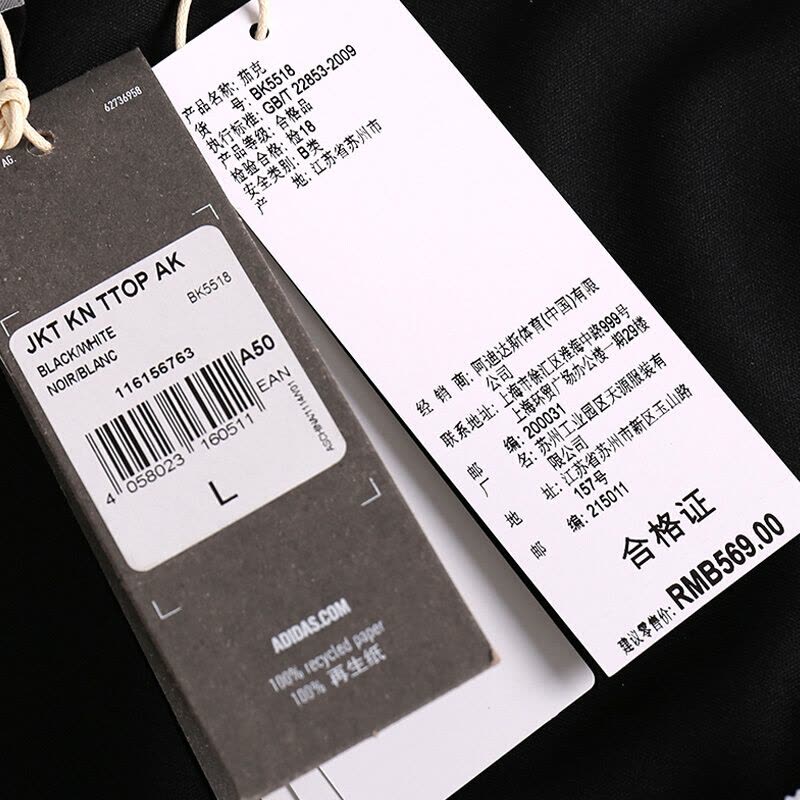 62736958
AG.
JKT KN TTOP AK
BK5518
BLACK/WHITE
NOIR/BLANC
116156763
A50
EAN
4 058023 160511
L
ADIDAS.COM
100% recycled paper
100% 再生纸
产品名称: 茄克
货 号: BK5518
执行标准: GB/T 22853-2009
产品等级: 合格品
检验合格: 检18
安全类别: B类
产 地: 江苏省苏州市
经 销 商: 阿迪达斯体育(中国)有限
公司
联系地址: 上海市徐汇区淮海中路999号
上海环贸广场办公楼一期29楼
邮 编: 200031
厂 名: 苏州工业园区天源服装有
限公司
地 址: 江苏省苏州市新区玉山路
157号
邮 编: 215011
合格证
建议零售价: RMB569.00